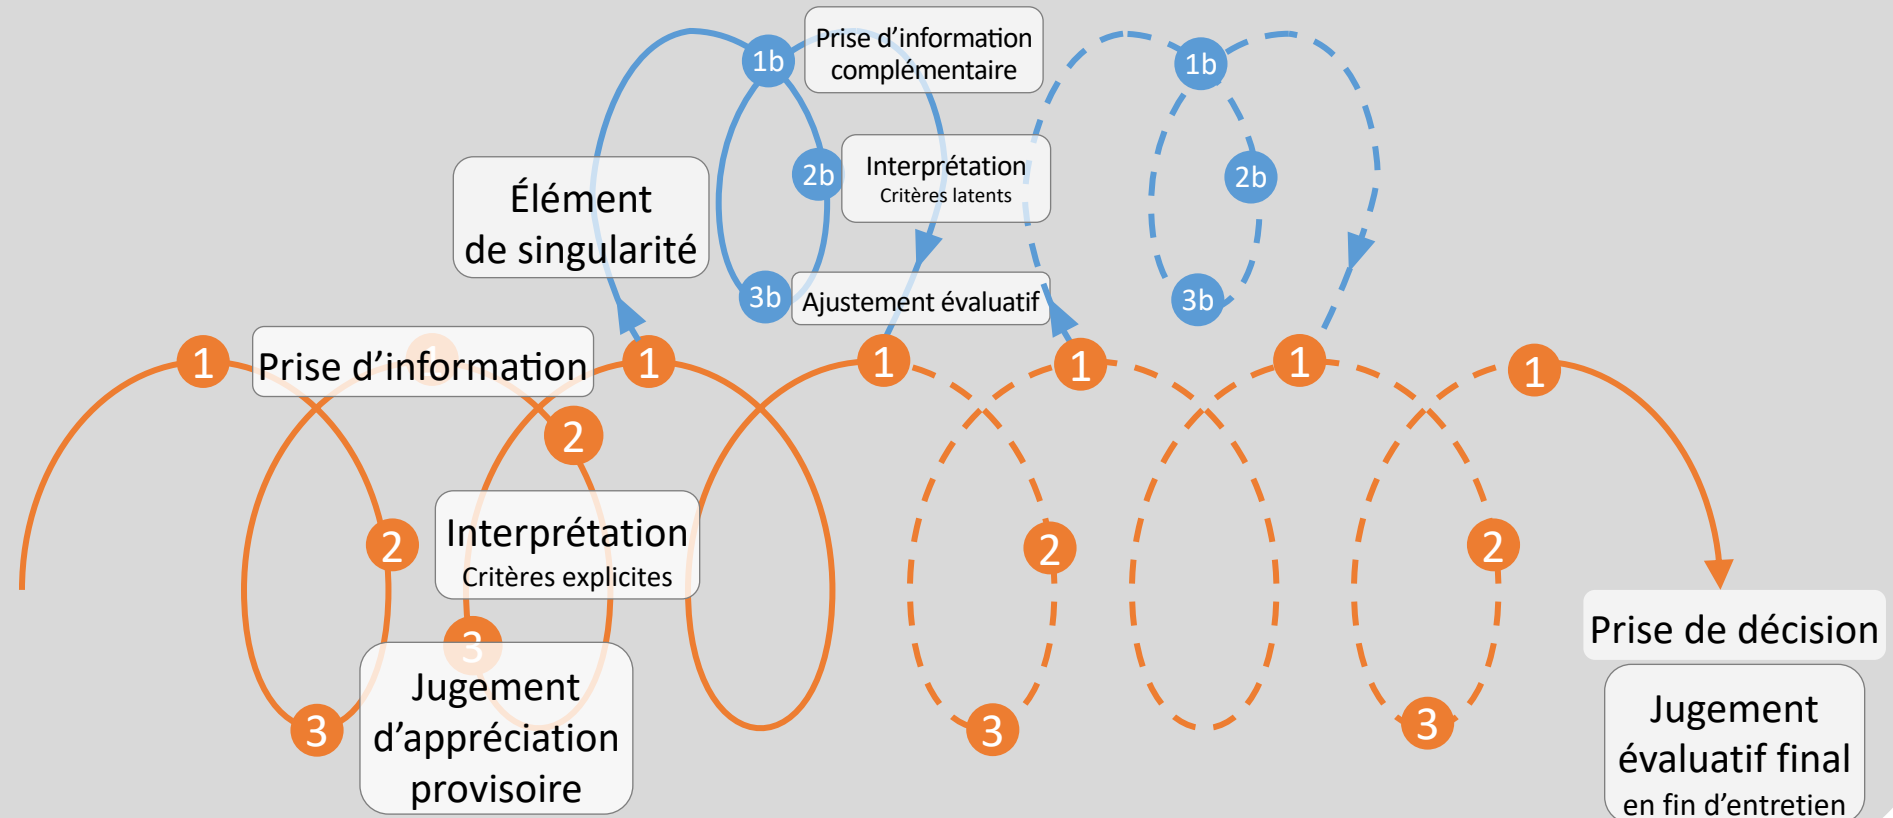 1b
Prise d’information
complémentaire
1b
2b
Interprétation
Critères latents
2b
Élément
de singularité
3b
Ajustement évaluatif
3b
1
Prise d’information
1
1
1
1
1
1
2
Interprétation
Critères explicites
2
2
2
3
Jugement
d’appréciation
provisoire
3
3
3
Prise de décision
Jugement
évaluatif final
en fin d’entretien